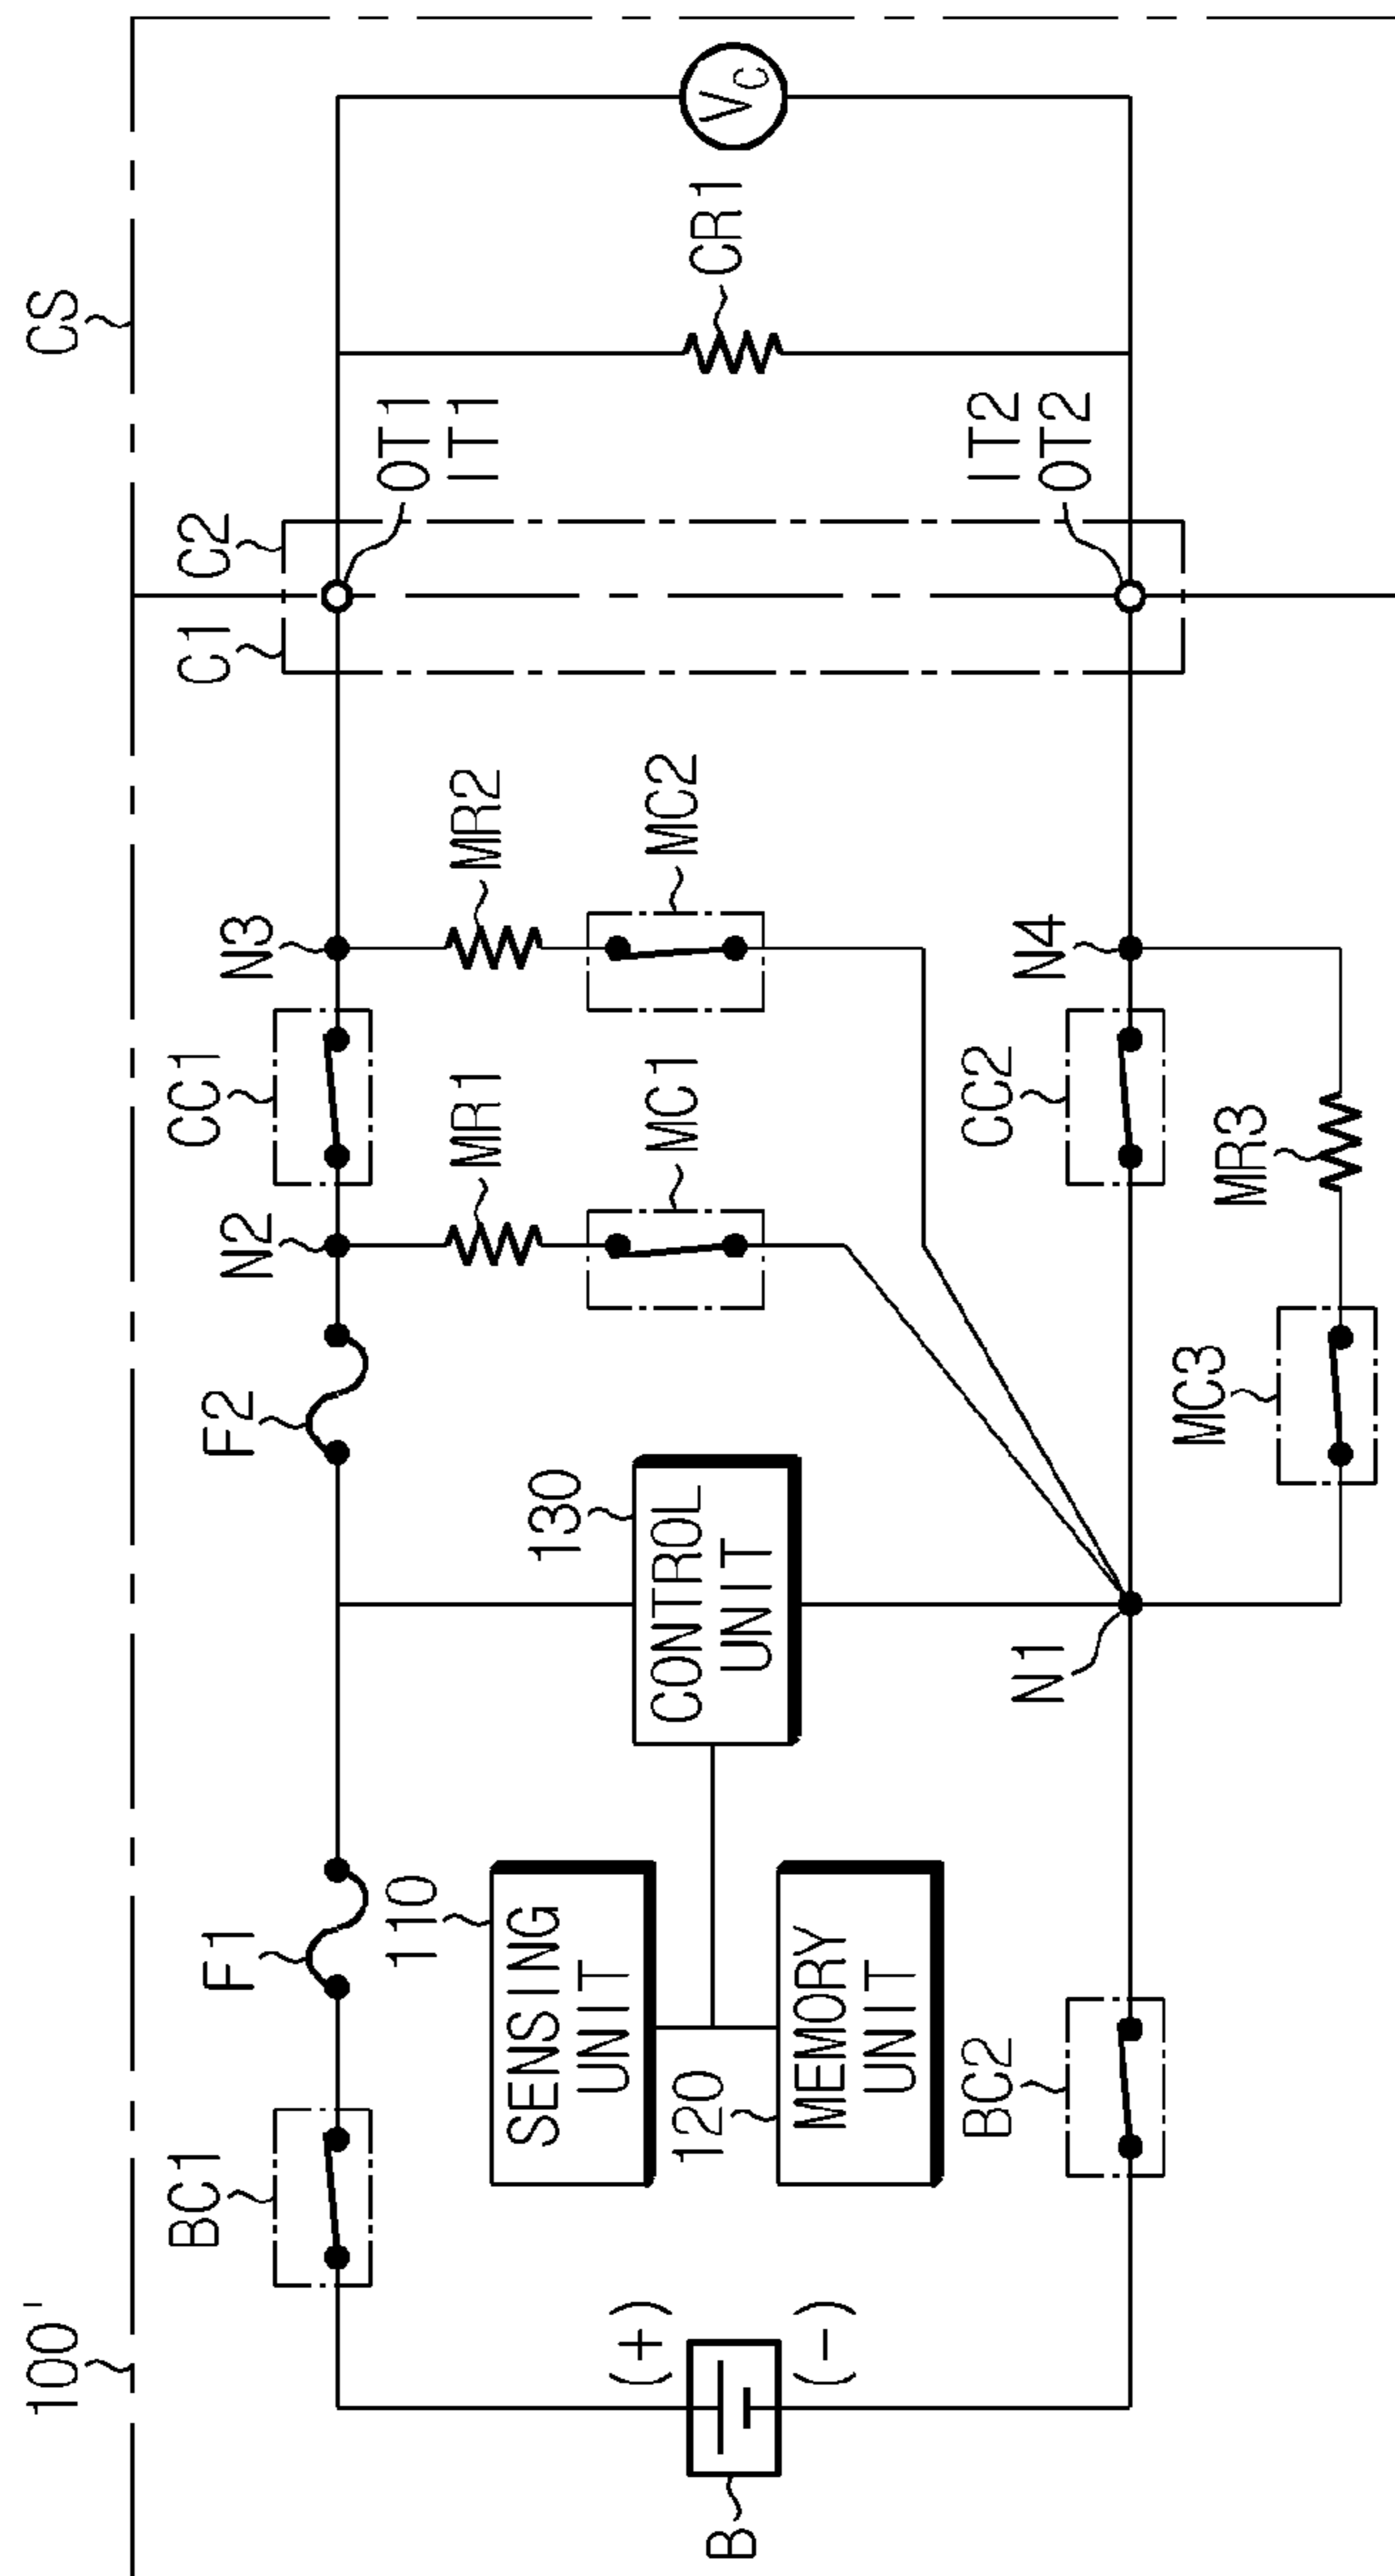 100'
CS
BC1
F1
F2
N2
CC1
N3
C1
C2
OT1
IT1
110
SENSING
UNIT
130
CONTROL
UNIT
MR1
MR2
MC1
MC2
CR1
VC
B
(+)
(-)
120
MEMORY
UNIT
BC2
N1
CC2
N4
IT2
OT2
MC3
MR3